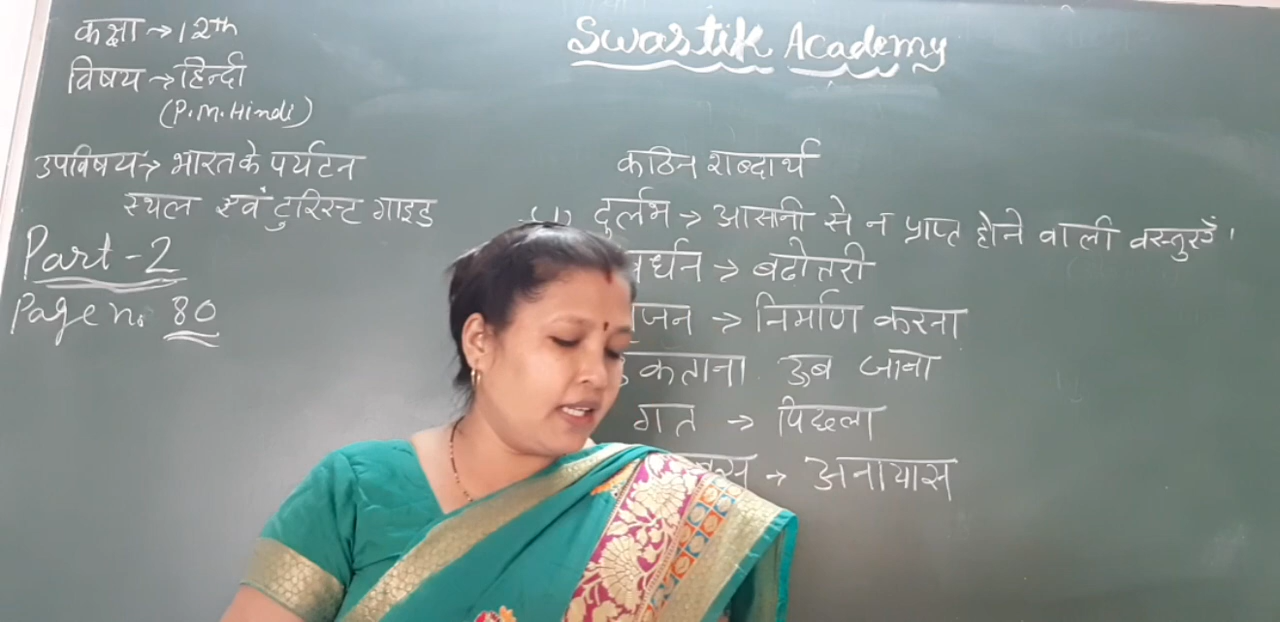 कक्षा → 12th
विषय → हिन्दी
(P.M. Hindi)
उपविषय → भारत के पर्यटन
स्थल एवं टुरिस्ट गाइड
Part - 2
Page no 80
Swastik Academy
कठिन शब्दार्थ
दुर्लभ → आसानी से न प्राप्त होने वाली वस्तुएँ।
र्धन → बढोत्तरी
जन → निर्माण करना
कताना ऊब जाना
गत → पिछला
→ अनायास